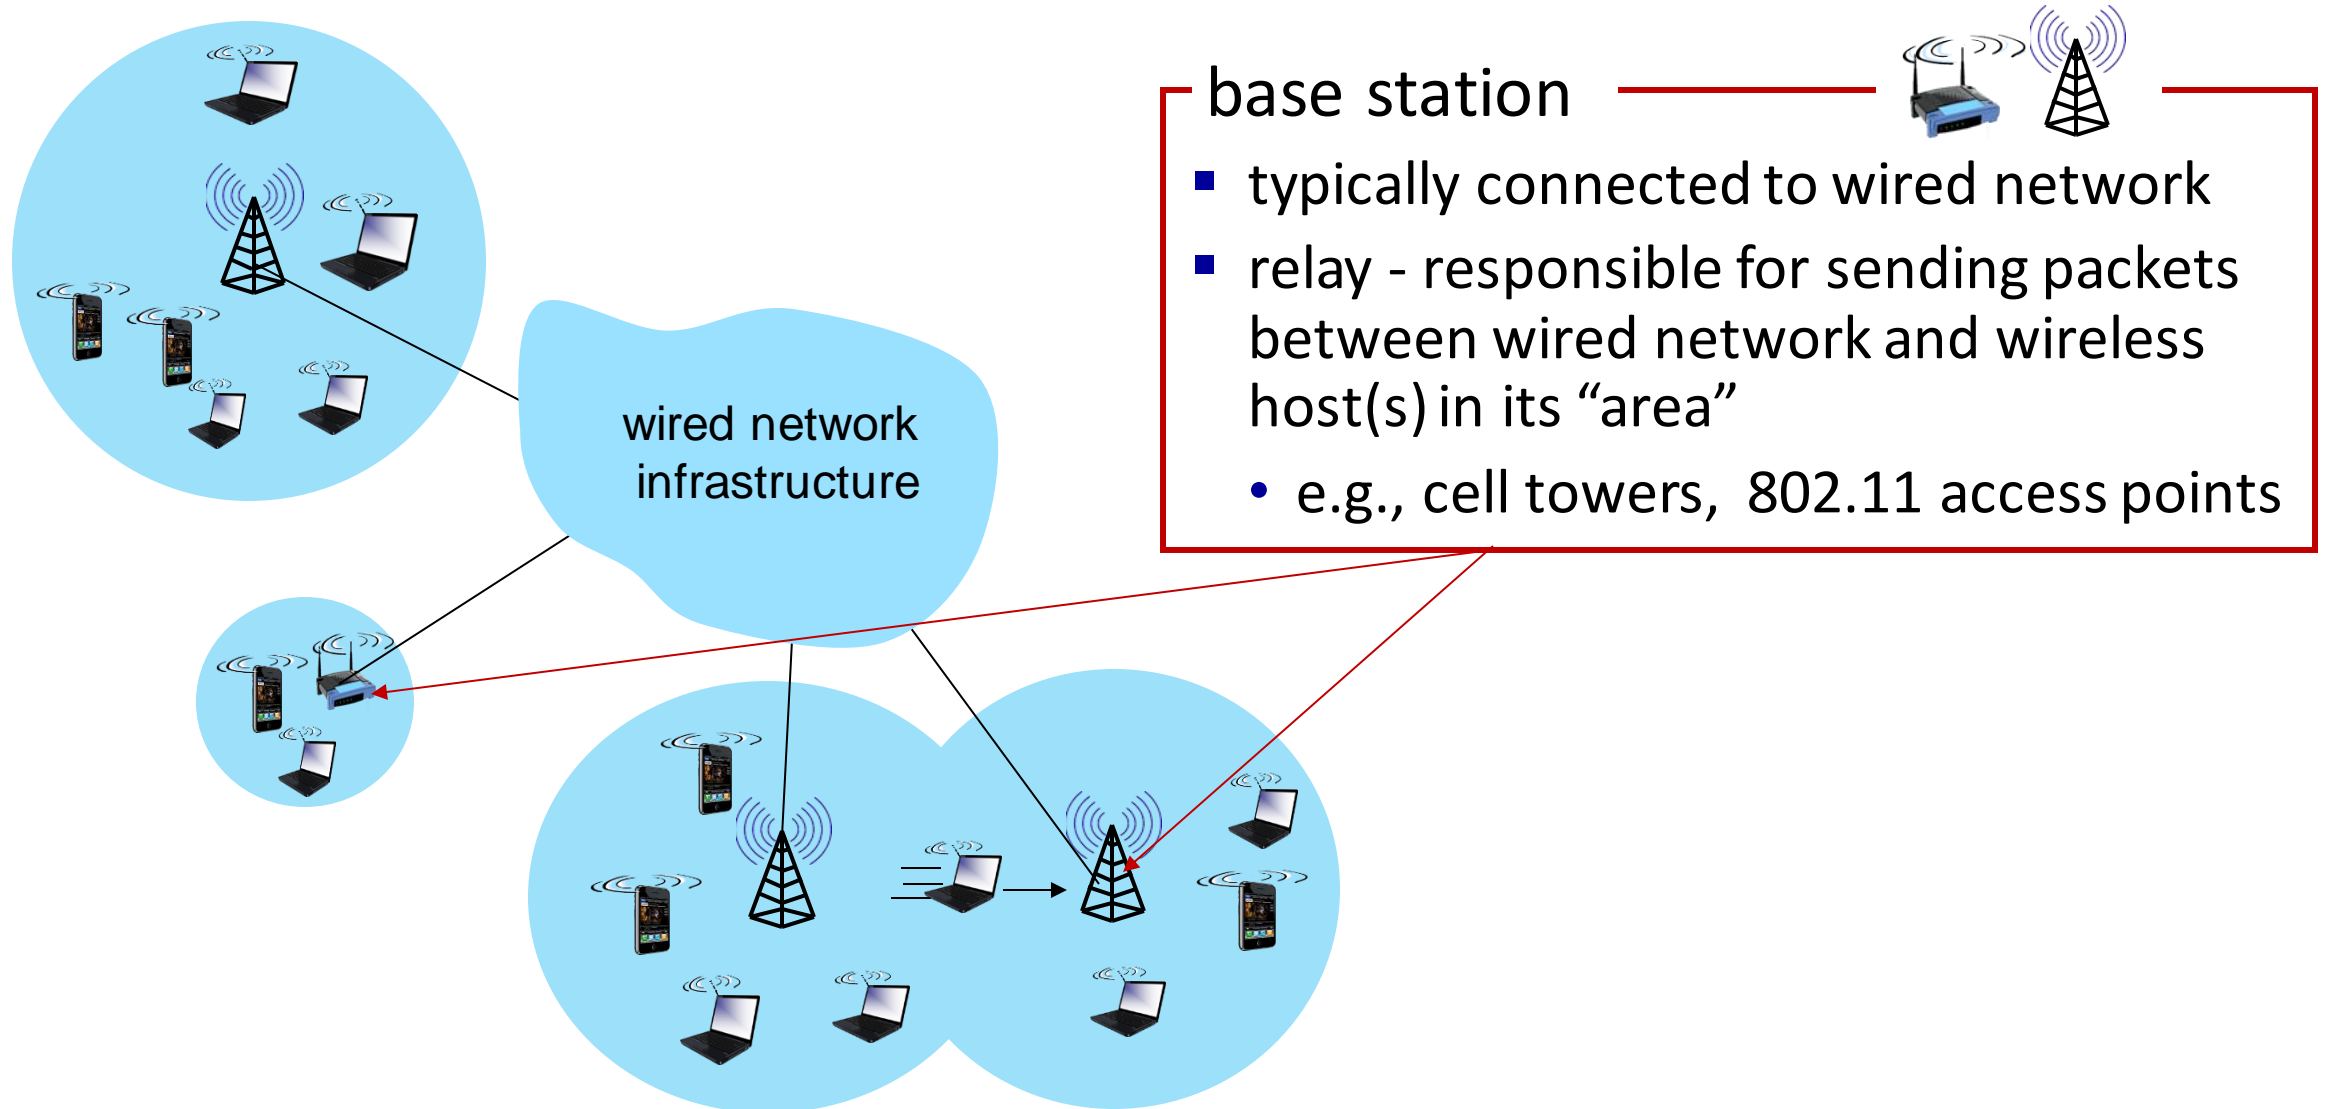 base station
▪ typically connected to wired network
▪ relay - responsible for sending packets
between wired network and wireless
host(s) in its “area”
• e.g., cell towers,  802.11 access points
wired network
infrastructure